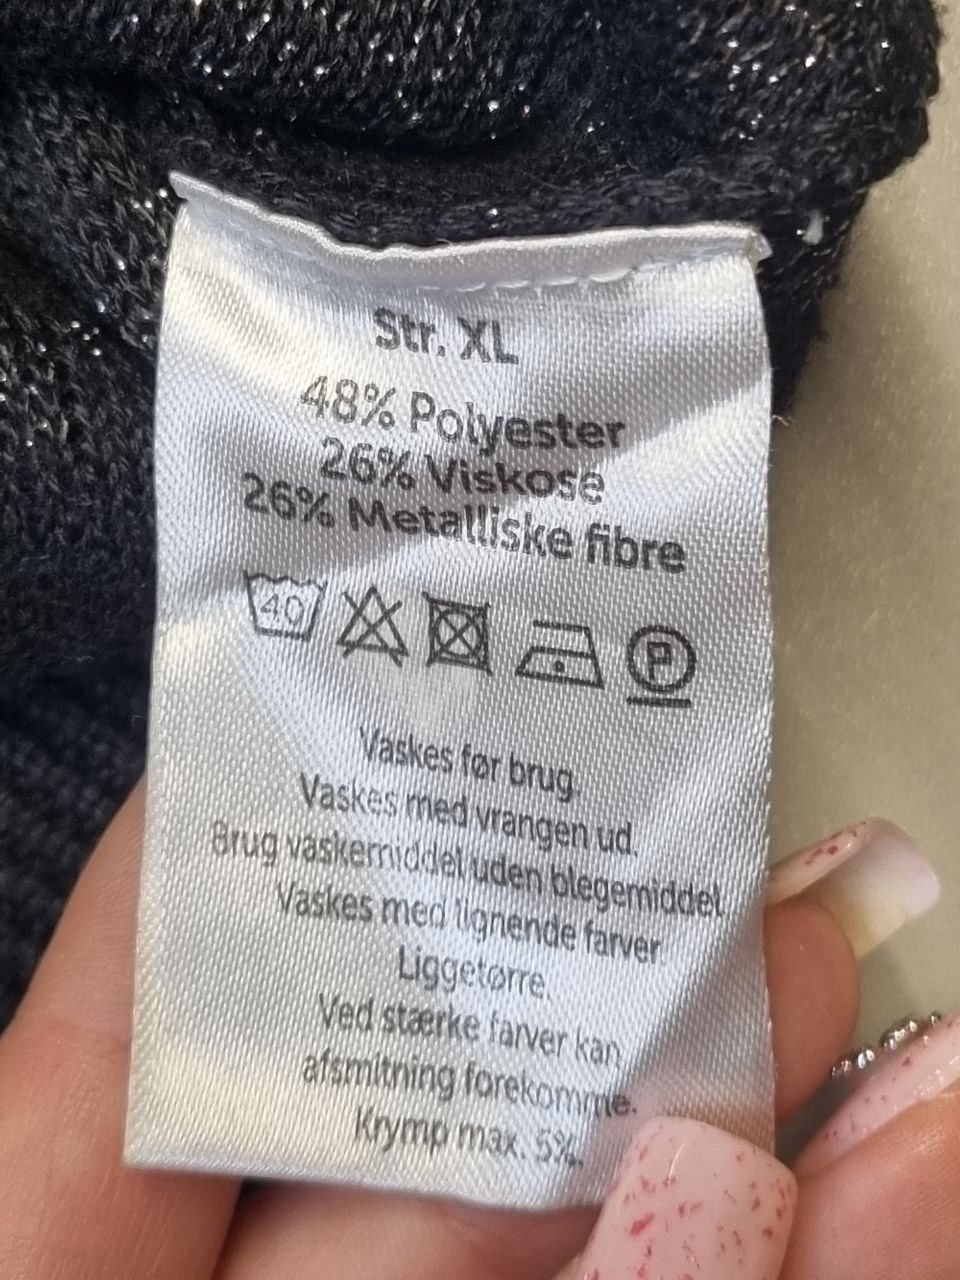 Str. XL
48% Polyester
26% Viskose
26% Metalliske fibre
40
P
Vaskes før brug.
Vaskes med vrangen ud.
Brug vaskemiddel uden blegemiddel.
Vaskes med lignende farver.
Liggetørre.
Ved stærke farver kan
afsmitning forekomme.
Krymp max. 5%.